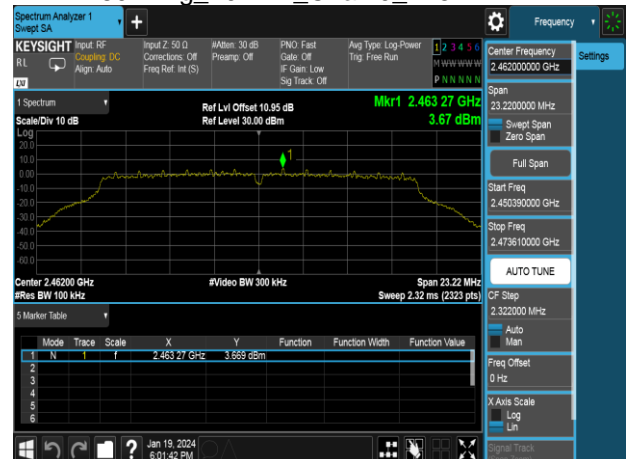 Spectrum Analyzer 1
Swept SA
Frequency
KEYSIGHT
RL
Input: RF
Coupling: DC
Align: Auto
Input Z: 50 Ω
Corrections: Off
Freq Ref: Int (S)
#Atten: 30 dB
Preamp: Off
PNO: Fast
Gate: Off
IF Gain: Low
Sig Track: Off
Avg Type: Log-Power
Trig: Free Run
1 2 3 4 5 6
M W W W W W
P N N N N N
Center Frequency
2.462000000 GHz
Settings
Span
23.2200000 MHz
Swept Span
Zero Span
Full Span
Start Freq
2.450390000 GHz
Stop Freq
2.473610000 GHz
AUTO TUNE
CF Step
2.322000 MHz
Auto
Man
Freq Offset
0 Hz
X Axis Scale
Log
Lin
Signal Track
1 Spectrum
Scale/Div 10 dB
Ref Lvl Offset 10.95 dB
Ref Level 30.00 dBm
Mkr1 2.463 27 GHz
3.67 dBm
Log
20.0
10.0
0.00
-10.0
-20.0
-30.0
-40.0
-50.0
-60.0
1
Center 2.46200 GHz
#Res BW 100 kHz
#Video BW 300 kHz
Span 23.22 MHz
Sweep 2.32 ms (2323 pts)
5 Marker Table
Mode Trace Scale X Y Function Function Width Function Value
1 N 1 f 2.463 27 GHz 3.669 dBm
2
3
4
5
6
Jan 19, 2024
6:01:42 PM